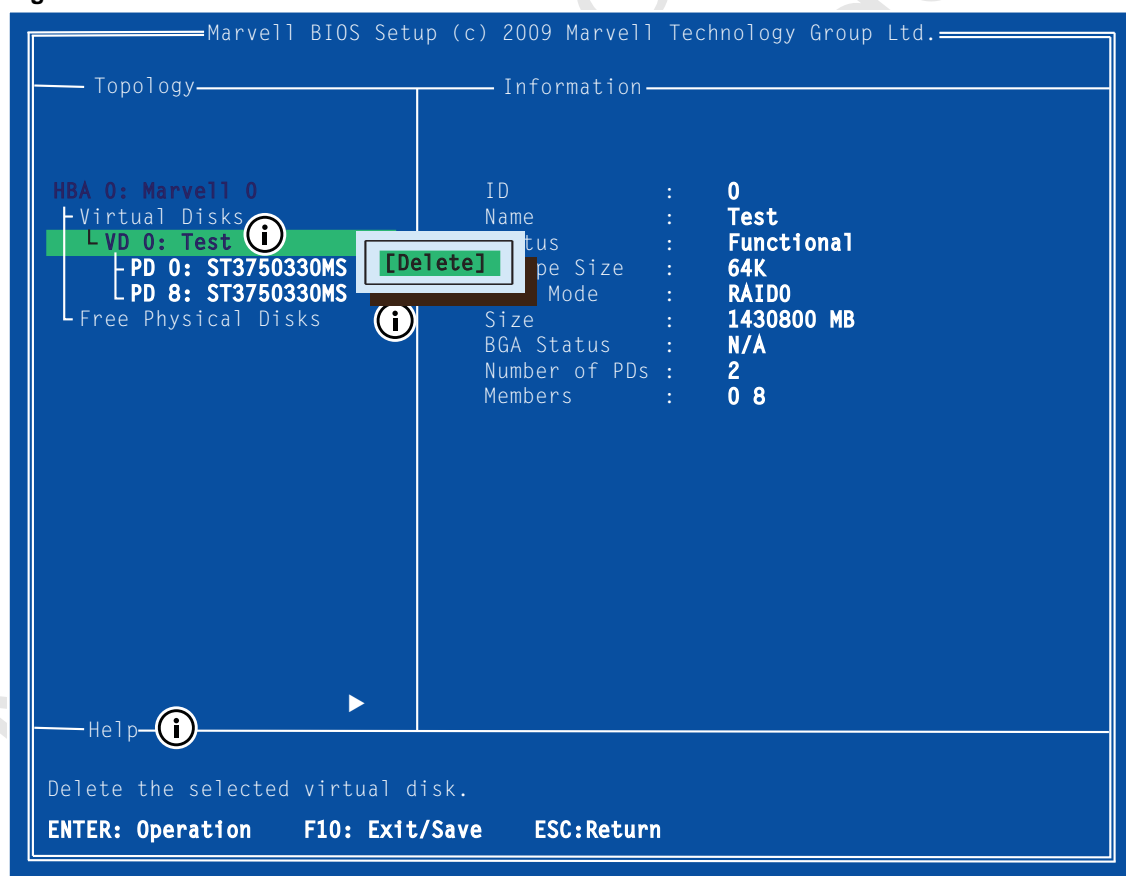 Marvell BIOS Setup (c) 2009 Marvell Technology Group Ltd.
Topology
Information
HBA 0: Marvell 0
Virtual Disks
VD 0: Test
PD 0: ST3750330MS
PD 8: ST3750330MS
Free Physical Disks
[Delete]
ID : 0
Name : Test
tus : Functional
pe Size : 64K
Mode : RAID0
Size : 1430800 MB
BGA Status : N/A
Number of PDs : 2
Members : 0 8
Help
Delete the selected virtual disk.
ENTER: Operation F10: Exit/Save ESC:Return